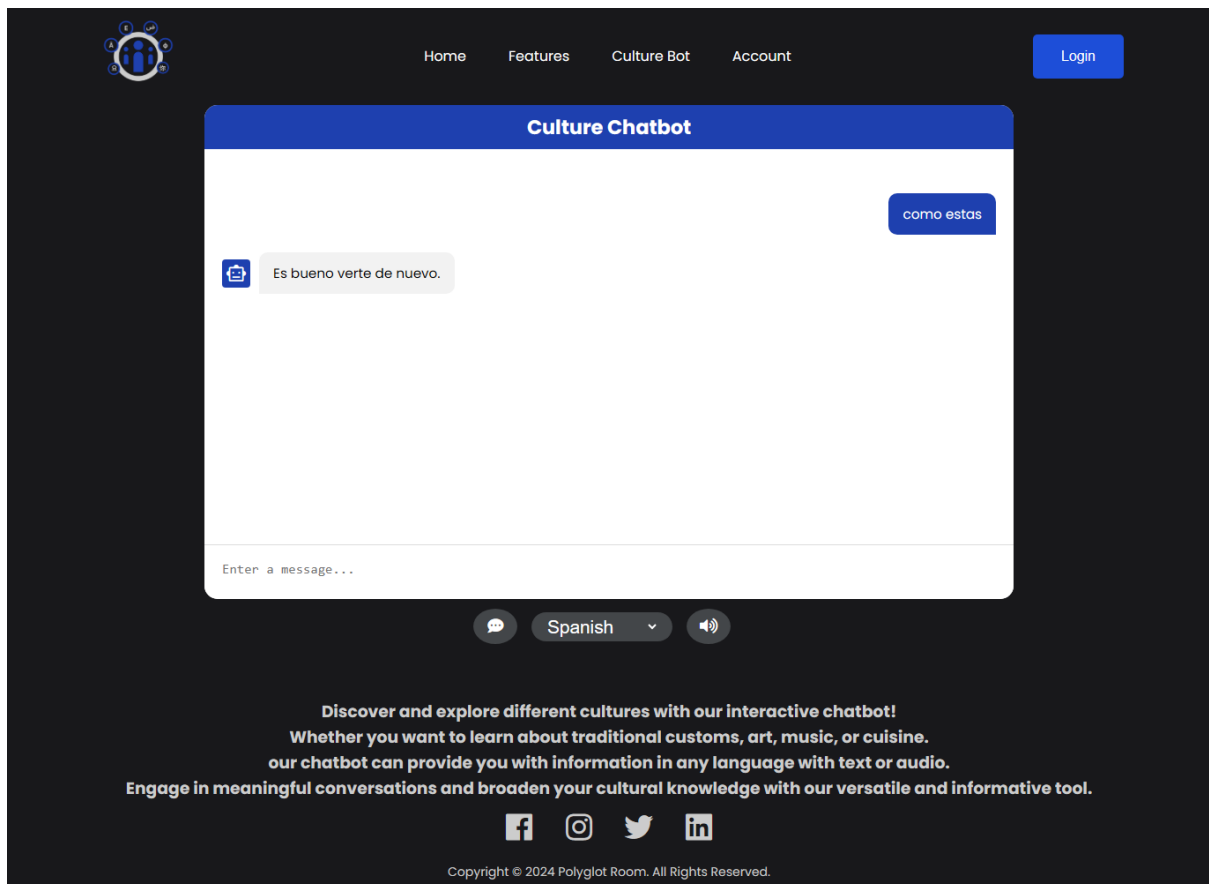 Home Features Culture Bot Account Login
Culture Chatbot
como estas
Es bueno verte de nuevo.
Enter a message...
Spanish
Discover and explore different cultures with our interactive chatbot!
Whether you want to learn about traditional customs, art, music, or cuisine.
our chatbot can provide you with information in any language with text or audio.
Engage in meaningful conversations and broaden your cultural knowledge with our versatile and informative tool.
Copyright © 2024 Polyglot Room. All Rights Reserved.